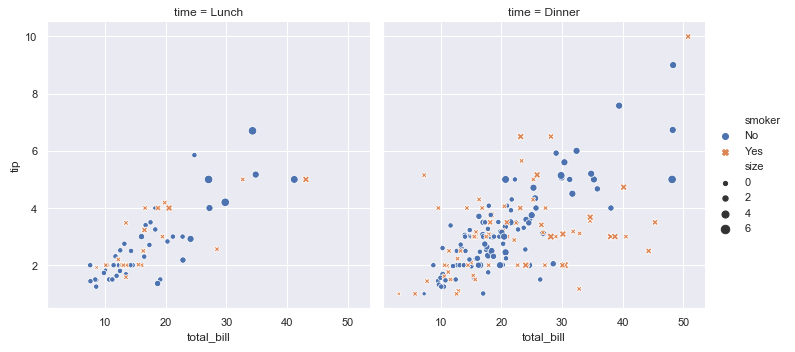 time = Lunch
time = Dinner
10
8
6
4
2
tip
10
20
30
40
50
10
20
30
40
50
total_bill
total_bill
smoker
No
Yes
size
0
2
4
6